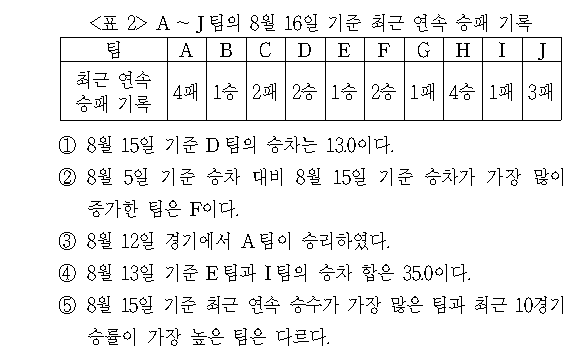 <표 2> A ~ J팀의 8월 16일 기준 최근 연속 승패 기록
팀 A B C D E F G H I J
최근 연속 승패 기록 4패 1승 2패 2승 1승 2승 1패 4승 1패 3패
① 8월 15일 기준 D팀의 승차는 13.0이다.
② 8월 5일 기준 승차 대비 8월 15일 기준 승차가 가장 많이
증가한 팀은 F이다.
③ 8월 12일 경기에서 A팀이 승리하였다.
④ 8월 13일 기준 E팀과 I팀의 승차 합은 35.0이다.
⑤ 8월 15일 기준 최근 연속 승수가 가장 많은 팀과 최근 10경기
승률이 가장 높은 팀은 다르다.